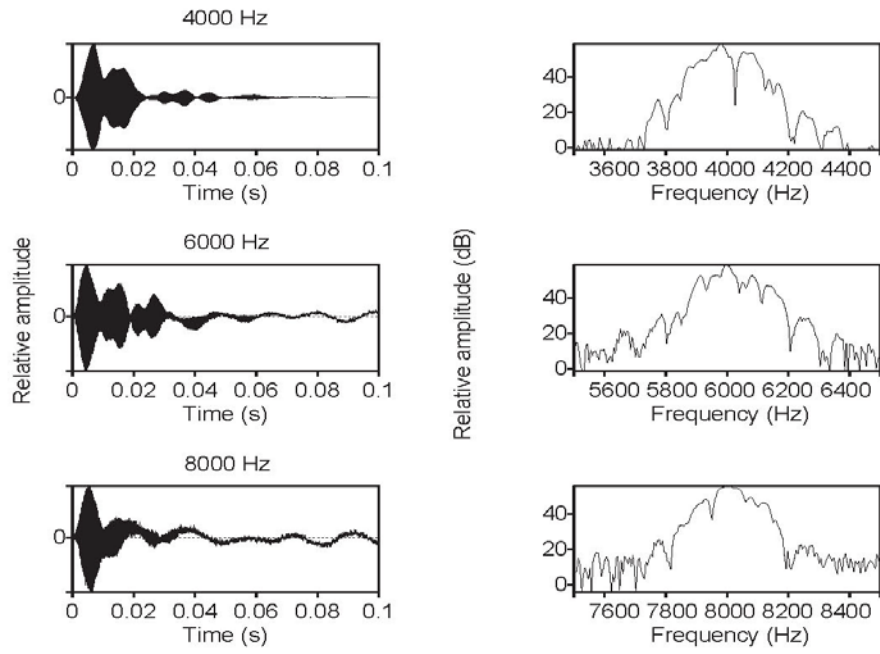 4000 Hz
0
0 0.02 0.04 0.06 0.08 0.1
Time (s)
40
20
0
3600 3800 4000 4200 4400
Frequency (Hz)
Relative amplitude
6000 Hz
0
0 0.02 0.04 0.06 0.08 0.1
Time (s)
Relative amplitude (dB)
40
20
0
5600 5800 6000 6200 6400
Frequency (Hz)
8000 Hz
0
0 0.02 0.04 0.06 0.08 0.1
Time (s)
40
20
0
7600 7800 8000 8200 8400
Frequency (Hz)